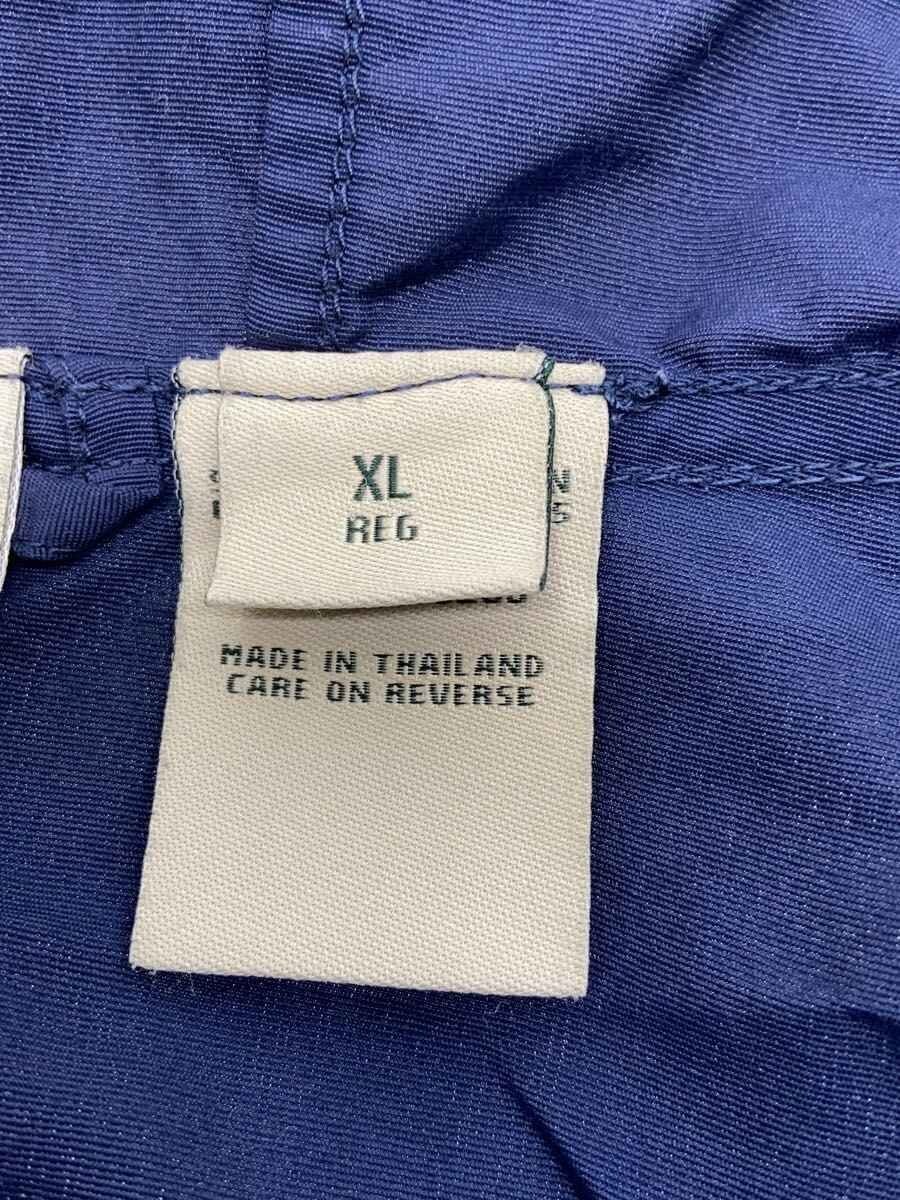 XL
REG
MADE IN THAILAND
CARE ON REVERSE